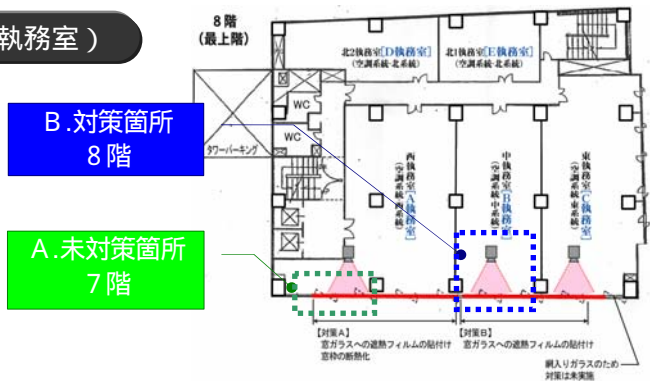 執務室)
8階
(最上階)
北2執務室[D執務室]
(空調系統-北系統)
北1執務室[E執務室]
(空調系統-北系統)
B.対策箇所
8階
WC
WC
タワーパーキング
西執務室[A執務室]
(空調系統-西系統)
中執務室[B執務室]
(空調系統-中系統)
東執務室[C執務室]
(空調系統-東系統)
A.未対策箇所
7階
【対策A】
窓ガラスへの遮熱フィルムの貼付け
窓枠の断熱化
【対策B】
窓ガラスへの遮熱フィルムの貼付け
網入りガラスのため
対策は未実施